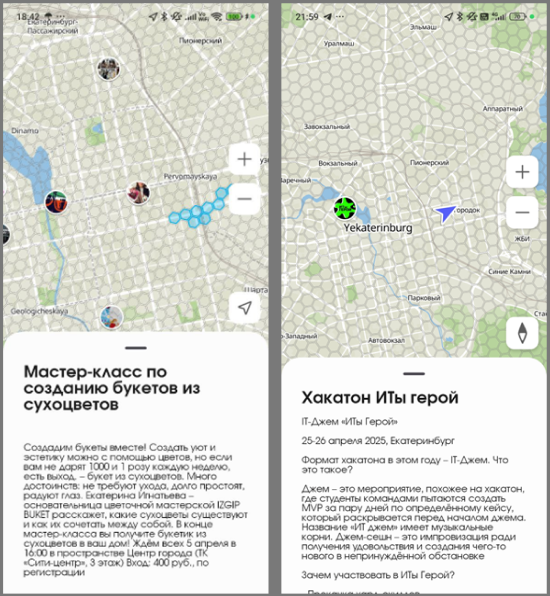 18:42
Екатеринбург-
Пассажирский
Пионерский
Dinamo
Pervomayskaya
Geologicheskaya
Шарта
Мастер-класс по
созданию букетов из
сухоцветов
Создадим букеты вместе! Создать уют и
эстетику можно с помощью цветов, но если
вам не дарят 1000 и 1 розу каждую неделю,
есть выход, – букет из сухоцветов. Много
достоинств: не требуют ухода, долго простоят,
радуют глаз. Екатерина Игнатьева –
основательница цветочной мастерской IZGIP
BUKET расскажет, какие сухоцветы существуют
и как их сочетать между собой. В конце
мастер-класса вы получите букетик из
сухоцветов в ваш дом! Ждём всех 5 апреля в
16:00 в пространстве Центр города (ТК
«Сити-центр», 3 этаж) Вход: 400 руб., по
регистрации
21:59
Эльмаш
Уралмаш
Аппаратный
Завокзальный
Вокзальный
Пионерский
Заречный
городок
Yekaterinburg
ЖБИ
Синие Камни
Парковый
-Западный
Автовокзал
Хакатон ИТы герой
IT-Джем «ИТы Герой»
25-26 апреля 2025, Екатеринбург
Формат хакатона в этом году – IT-Джем. Что
это такое?
Джем – это мероприятие, похожее на хакатон,
где студенты командами пытаются создать
MVP за пару дней по определённому кейсу,
который раскрывается перед началом джема.
Название «ИТ джем» имеет музыкальные
корни. Джем-сешн – это импровизация ради
получения удовольствия и создания чего-то
нового в непринуждённой обстановке
Зачем участвовать в ИТы Герой?